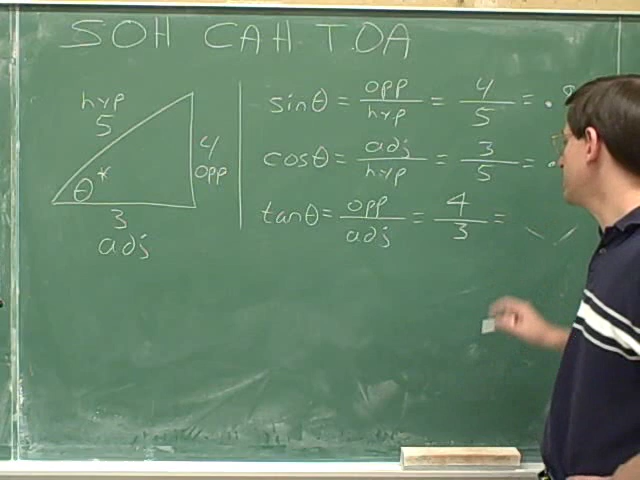 SOH CAH TOA
hyp
5
θ*
4
opp
3
adj
sinθ = opp/hyp = 4/5 = .
cosθ = adj/hyp = 3/5 = .
tanθ = opp/adj = 4/3 =